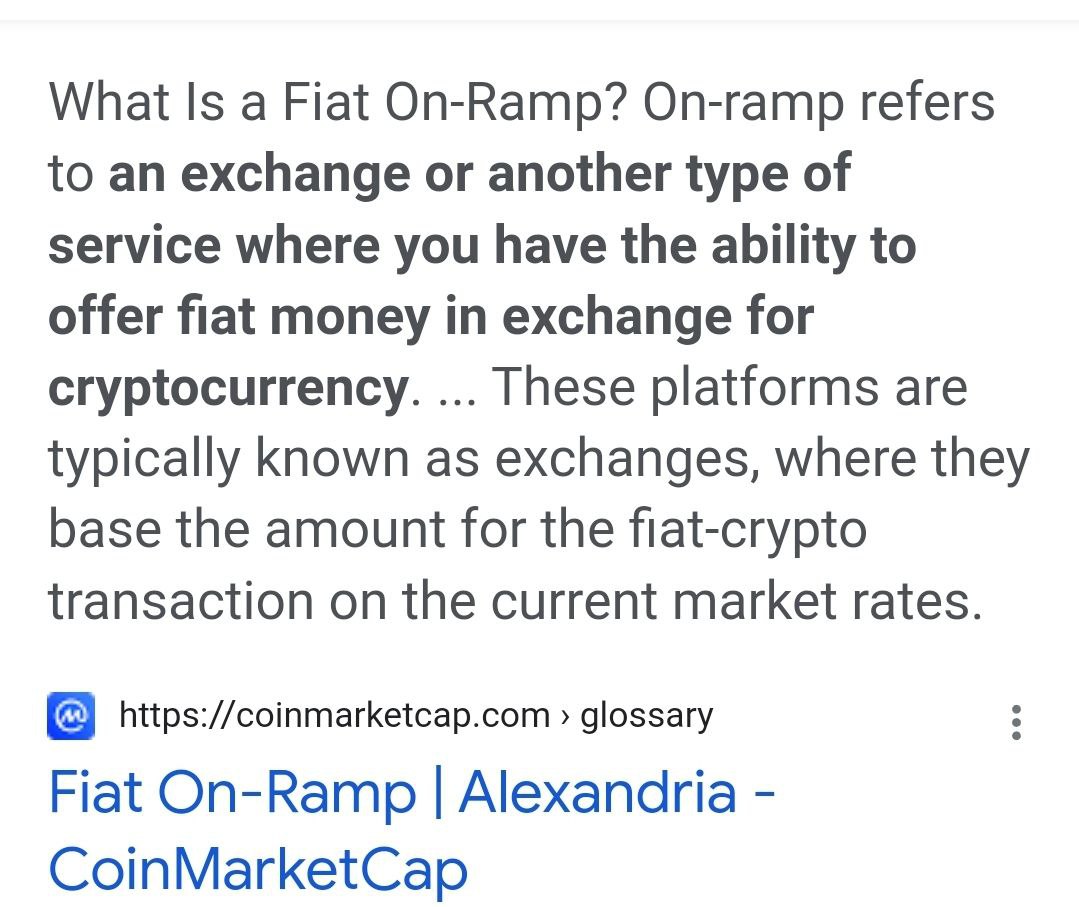 What Is a Fiat On-Ramp? On-ramp refers
to an exchange or another type of
service where you have the ability to
offer fiat money in exchange for
cryptocurrency. ... These platforms are
typically known as exchanges, where they
base the amount for the fiat-crypto
transaction on the current market rates.
https://coinmarketcap.com › glossary
Fiat On-Ramp | Alexandria -
CoinMarketCap